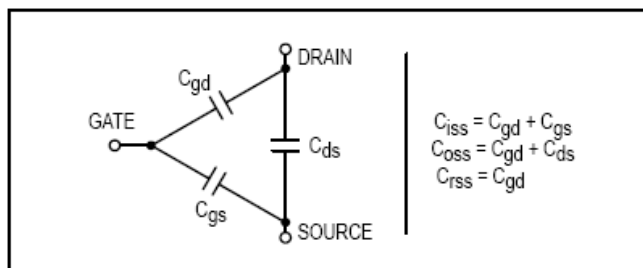 DRAIN
Cgd
GATE
Cds
Cgs
SOURCE
Ciss = Cgd + Cgs
Coss = Cgd + Cds
Crss = Cgd